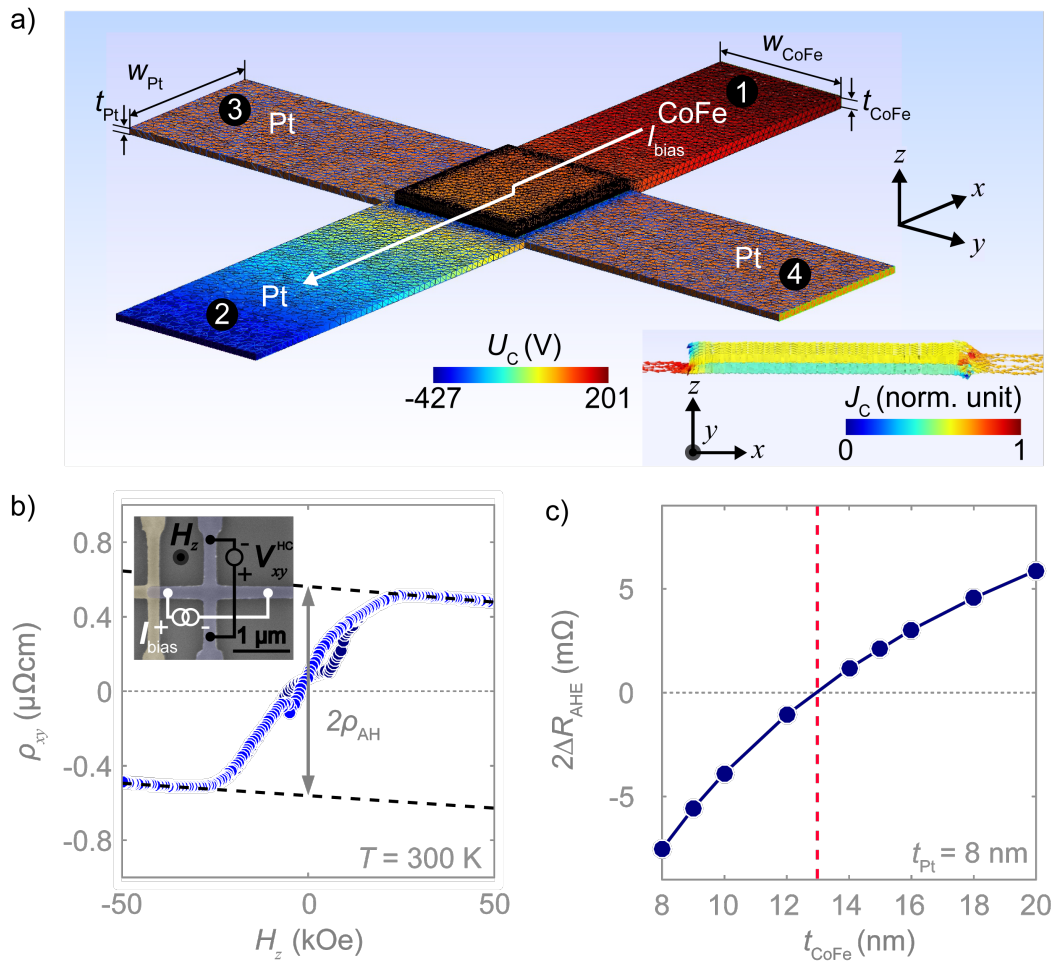 a)
w_Pt
w_CoFe
t_Pt
3
Pt
1
CoFe
t_CoFe
I_bias
z
x
y
Pt
4
2
Pt
U_C (V)
-427 201
z
y
x
J_C (norm. unit)
0 1
b)
c)
0.8
0.4
0
-0.4
-0.8
ρ_xy (μΩcm)
H_z
-
V_xy^HC
+
I_bias
+
-
1 μm
2ρ_AH
T = 300 K
-50 0 50
H_z (kOe)
5
0
-5
2ΔR_AHE (mΩ)
t_Pt = 8 nm
8 10 12 14 16 18 20
t_CoFe (nm)